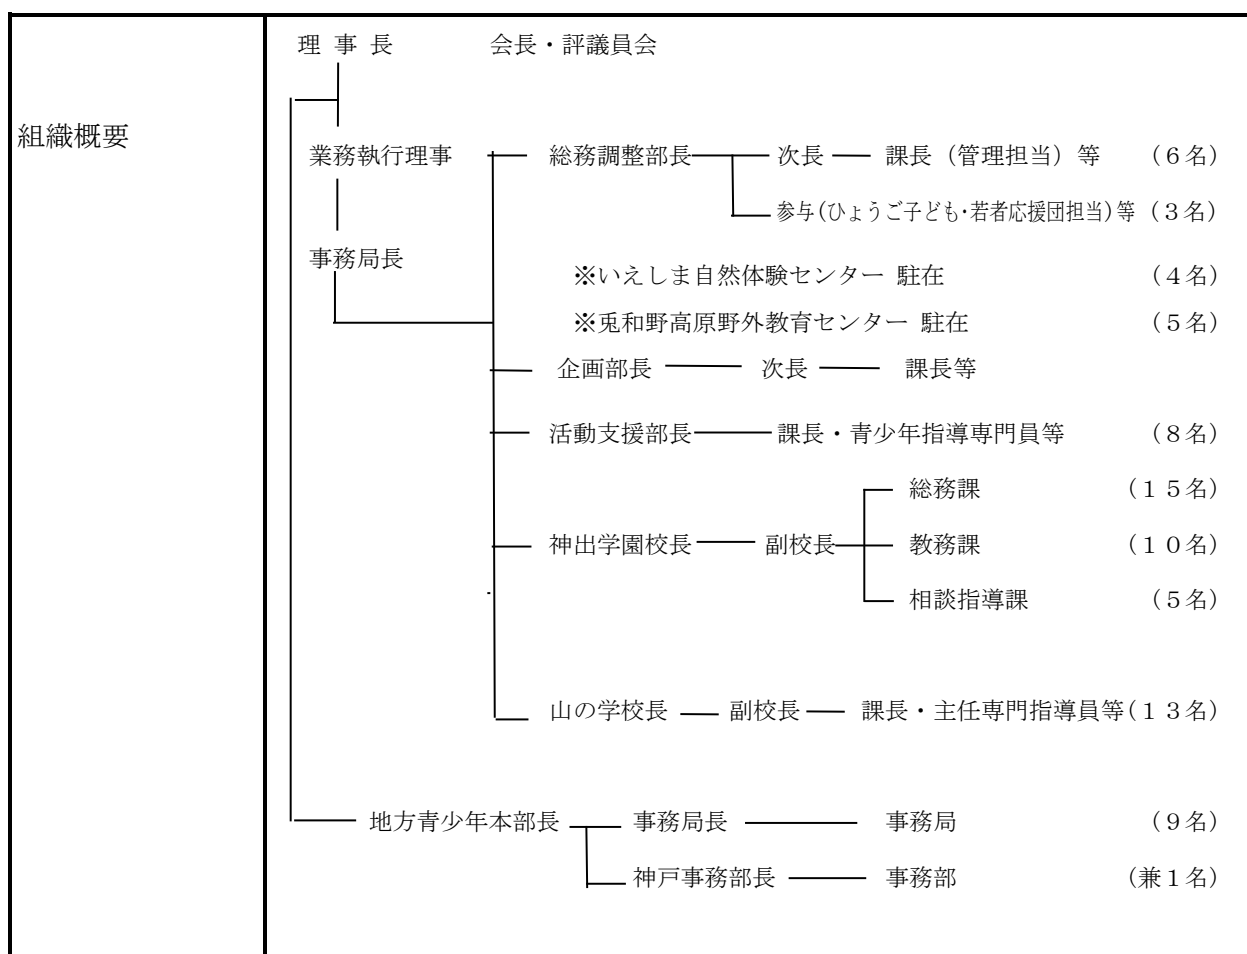 理 事 長 会長・評議員会
組織概要
業務執行理事 総務調整部長 次長 課長（管理担当）等 （６名）
参与（ひょうご子ども・若者応援団担当）等 （３名）
事務局長
※いえしま自然体験センター 駐在 （４名）
※兎和野高原野外教育センター 駐在 （５名）
企画部長 次長 課長等
活動支援部長 課長・青少年指導専門員等 （８名）
総務課 （１５名）
神出学園校長 副校長 教務課 （１０名）
相談指導課 （５名）
山の学校長 副校長 課長・主任専門指導員等（１３名）
地方青少年本部長 事務局長 事務局 （９名）
神戸事務部長 事務部 （兼１名）